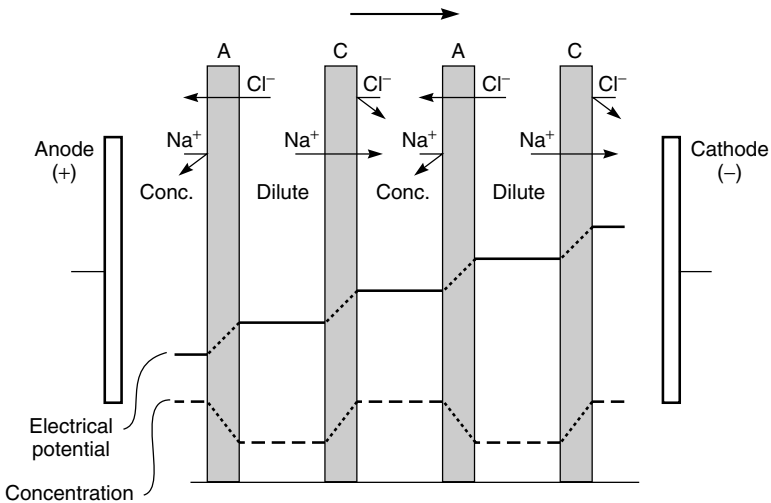 A C A C
Cl⁻ Cl⁻ Cl⁻ Cl⁻
Na⁺ Na⁺ Na⁺ Na⁺
Anode
(+)
Cathode
(−)
Conc. Dilute Conc. Dilute
Electrical
potential
Concentration